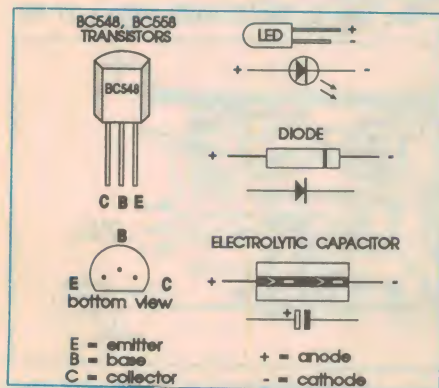 BC548, BC558
TRANSISTORS
BC548
C B E
B
E C
bottom view
E = emitter
B = base
C = collector
LED
+
-
+ -
DIODE
+ -
ELECTROLYTIC CAPACITOR
+ -
+
+ = anode
- = cathode